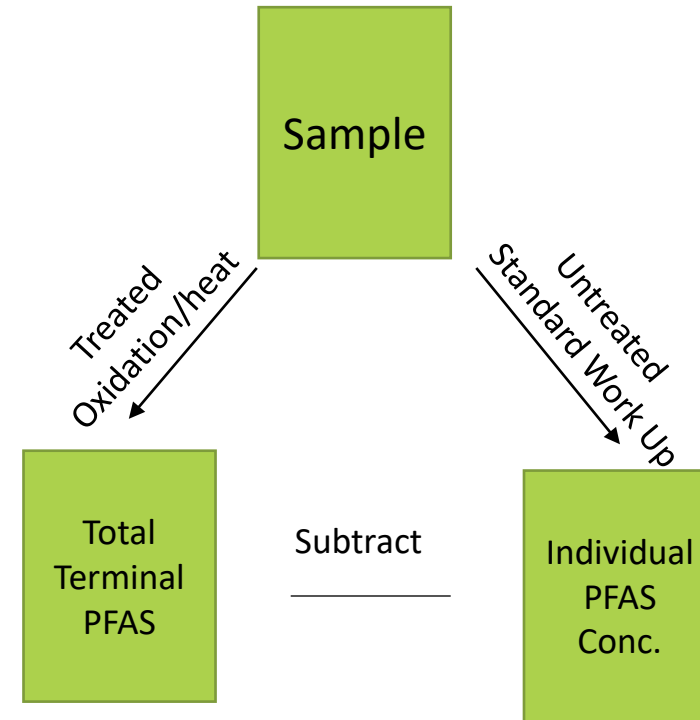 Sample
Treated
Oxidation/heat
Untreated
Standard Work Up
Total
Terminal
PFAS
Subtract
Individual
PFAS
Conc.